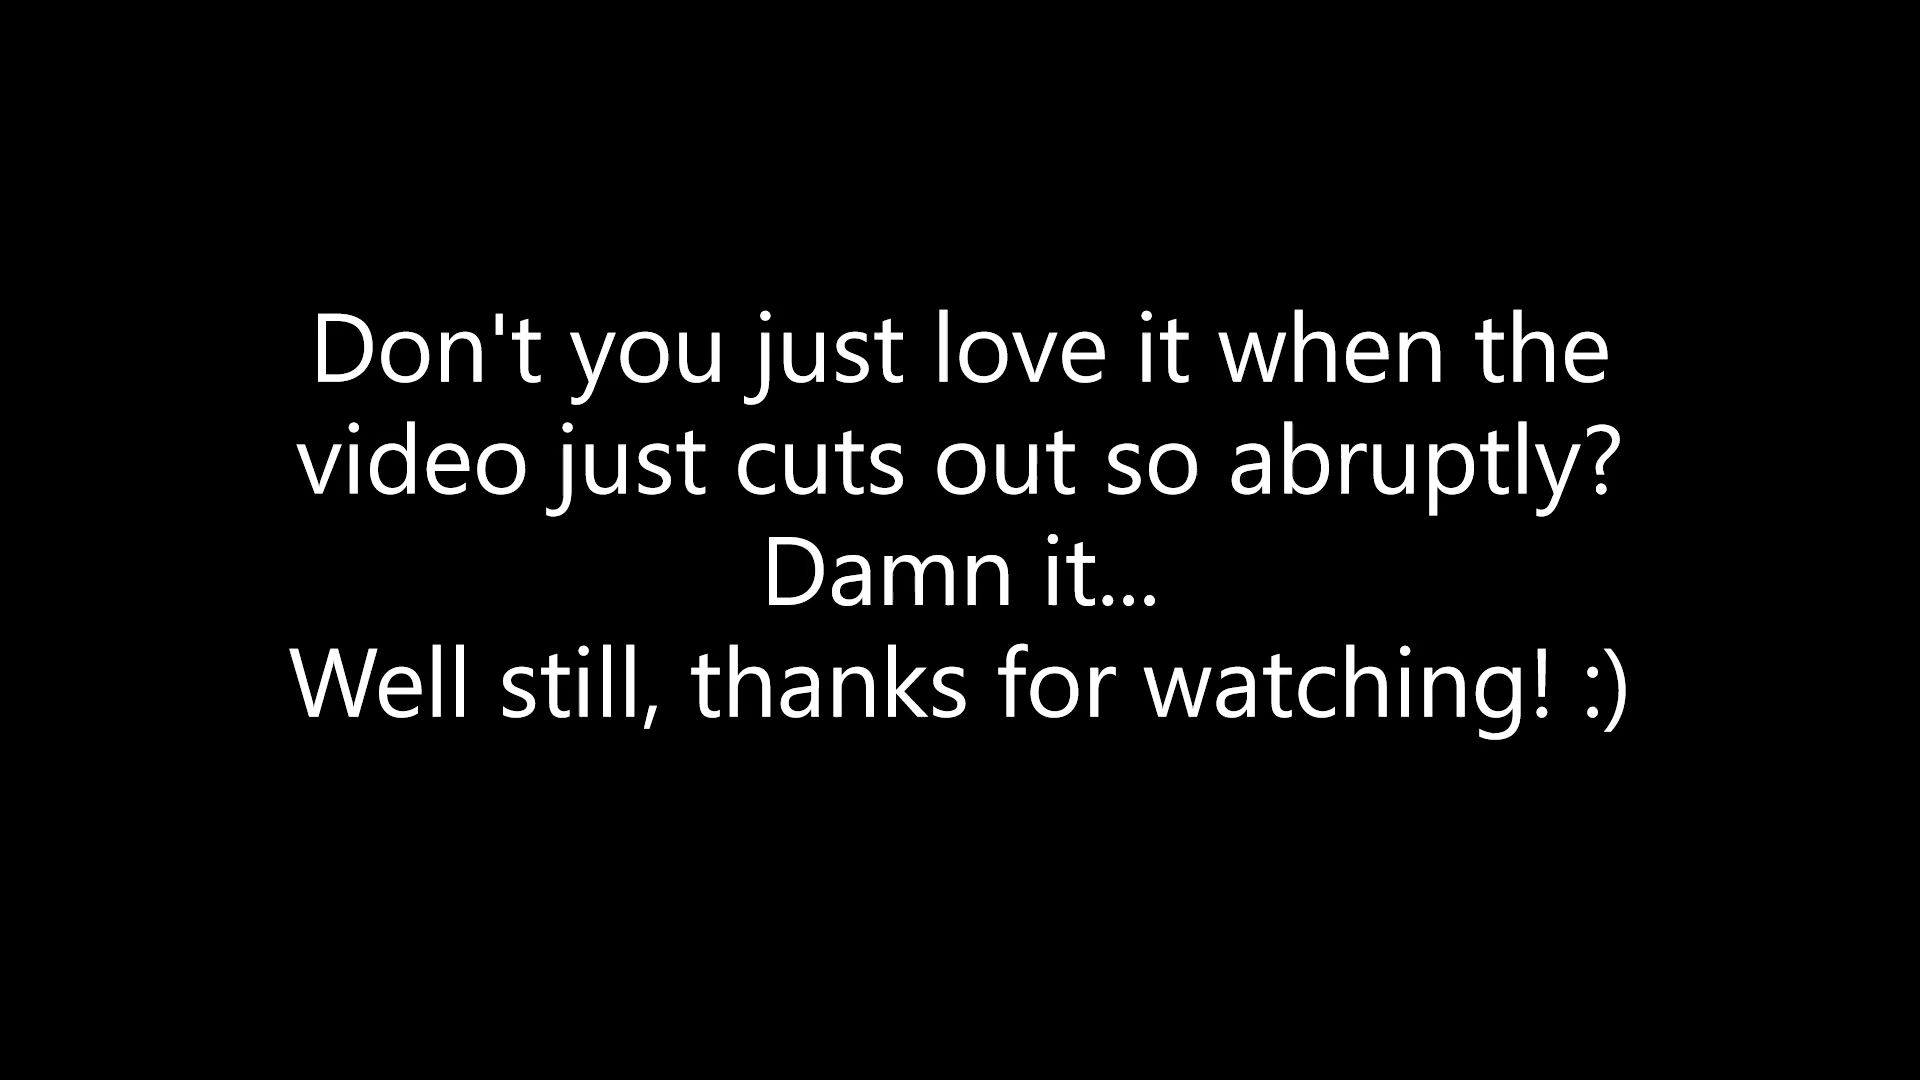 Don't you just love it when the
video just cuts out so abruptly?
Damn it...
Well still, thanks for watching! :)